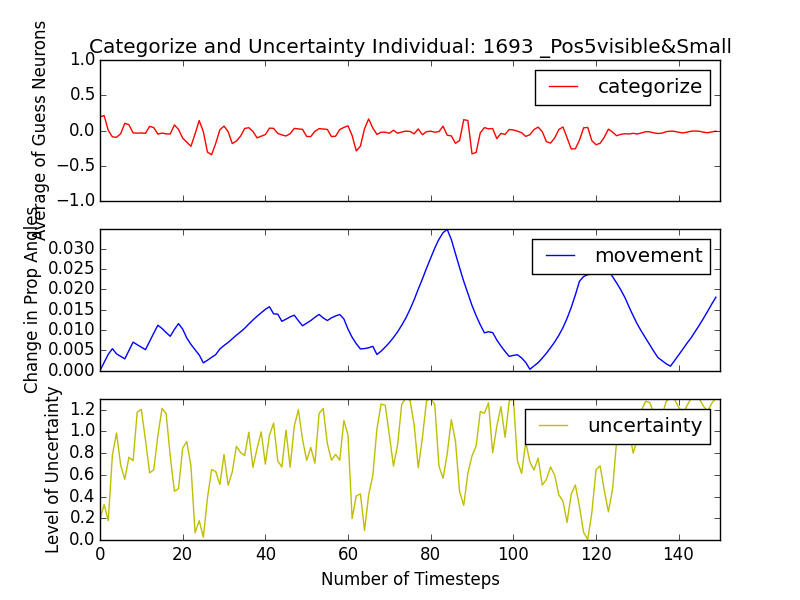 Categorize and Uncertainty Individual: 1693 _Pos5visible&Small
Average of Guess Neurons
1.0
0.5
0.0
−0.5
−1.0
categorize
Change in Prop Angles
0.030
0.025
0.020
0.015
0.010
0.005
0.000
movement
Level of Uncertainty
1.2
1.0
0.8
0.6
0.4
0.2
0.0
uncertainty
0 20 40 60 80 100 120 140
Number of Timesteps